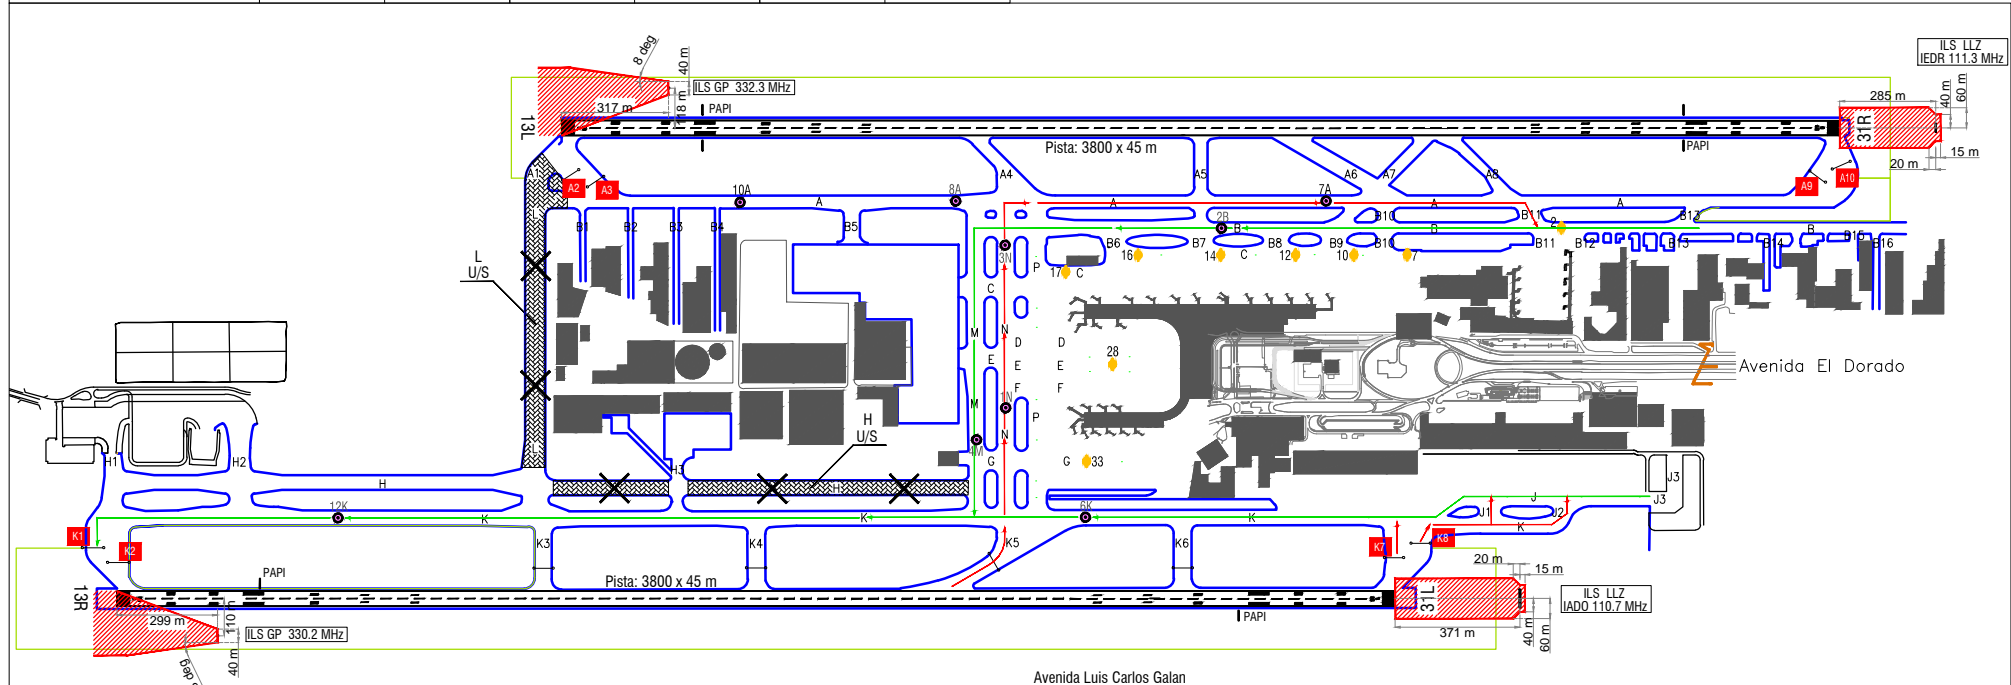 ILS LLZ
IEDR 111.3 MHz
8 deg
40 m
ILS GP 332.3 MHz
317 m
118 m
PAPI
13L
285 m
40 m
60 m
31R
PAPI
15 m
20 m
Pista: 3800 x 45 m
A1
A2
A3
A4
A5
A6
A7
A8
A9
A10
10A
A
8A
A
7A
A
A
L
B1
B2
B3
B4
B5
2B
B
B10
B
B11
2
B13
B
B6
B7
B8
B9
B10
B11
B12
B13
B14
B15
B16
3N
P
17
C
16
14
C
12
10
7
L
U/S
C
M
N
D
D
E
E
E
F
F
28
Avenida El Dorado
M
1N
N
P
H
U/S
4M
G
G
33
L
H1
H2
H3
H
H
J
J3
J3
J1
J2
12K
K
K
6K
K
K
K1
K2
K3
K4
K5
K6
K7
K8
PAPI
Pista: 3800 x 45 m
13R
299 m
110 m
40 m
ILS GP 330.2 MHz
deg
PAPI
31L
20 m
15 m
ILS LLZ
IADO 110.7 MHz
371 m
40 m
60 m
Avenida Luis Carlos Galan